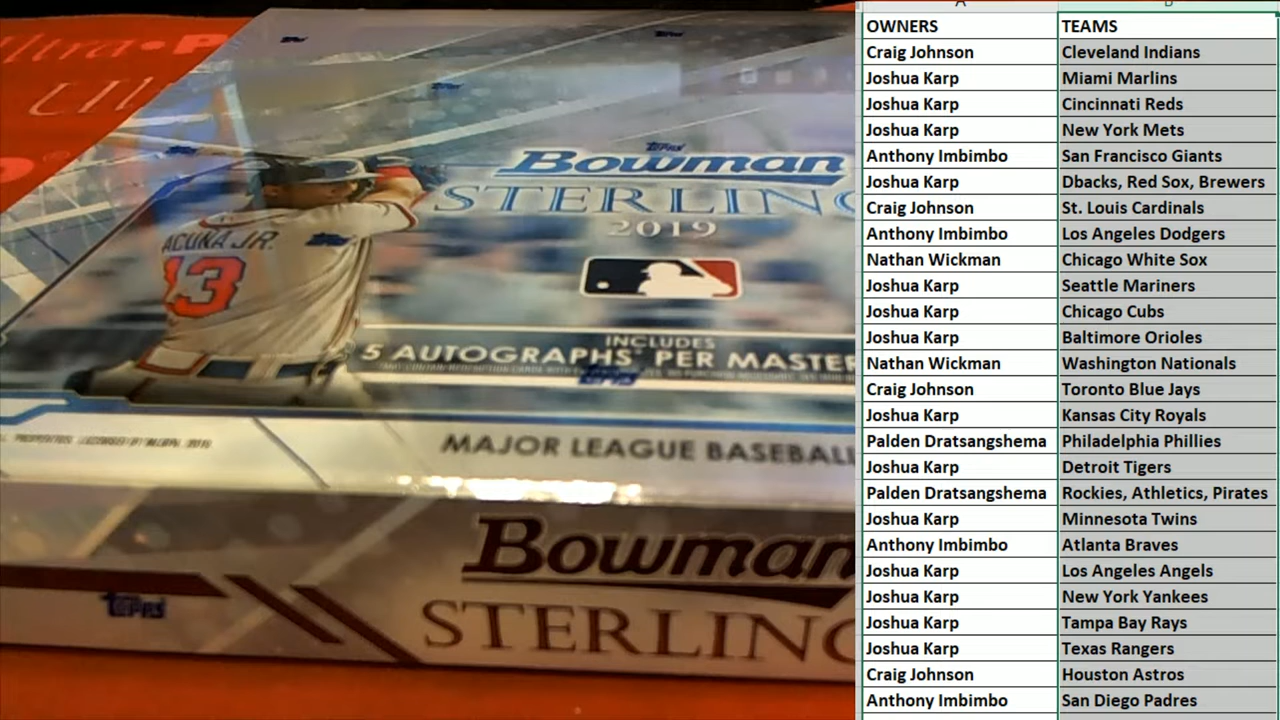 Ultra•P
ACUNA JR.
13
TOPPS
Bowman
STERLING
2019
INCLUDES
5 AUTOGRAPHS* PER MASTER
MAJOR LEAGUE BASEBALL
Bowman
TOPPS
STERLING
A B
OWNERS TEAMS
Craig Johnson Cleveland Indians
Joshua Karp Miami Marlins
Joshua Karp Cincinnati Reds
Joshua Karp New York Mets
Anthony Imbimbo San Francisco Giants
Joshua Karp Dbacks, Red Sox, Brewers
Craig Johnson St. Louis Cardinals
Anthony Imbimbo Los Angeles Dodgers
Nathan Wickman Chicago White Sox
Joshua Karp Seattle Mariners
Joshua Karp Chicago Cubs
Joshua Karp Baltimore Orioles
Nathan Wickman Washington Nationals
Craig Johnson Toronto Blue Jays
Joshua Karp Kansas City Royals
Palden Dratsangshema Philadelphia Phillies
Joshua Karp Detroit Tigers
Palden Dratsangshema Rockies, Athletics, Pirates
Joshua Karp Minnesota Twins
Anthony Imbimbo Atlanta Braves
Joshua Karp Los Angeles Angels
Joshua Karp New York Yankees
Joshua Karp Tampa Bay Rays
Joshua Karp Texas Rangers
Craig Johnson Houston Astros
Anthony Imbimbo San Diego Padres